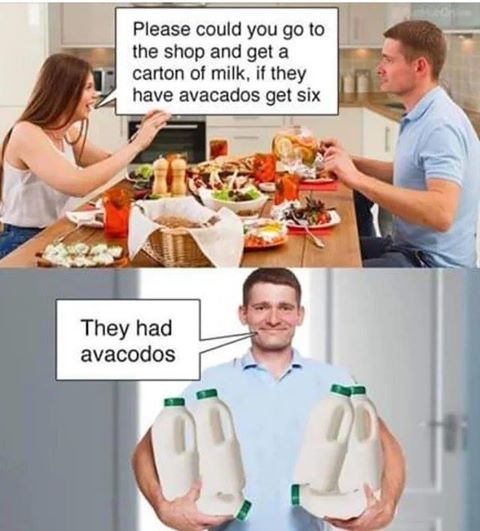 Please could you go to
the shop and get a
carton of milk, if they
have avacados get six
They had
avacodos